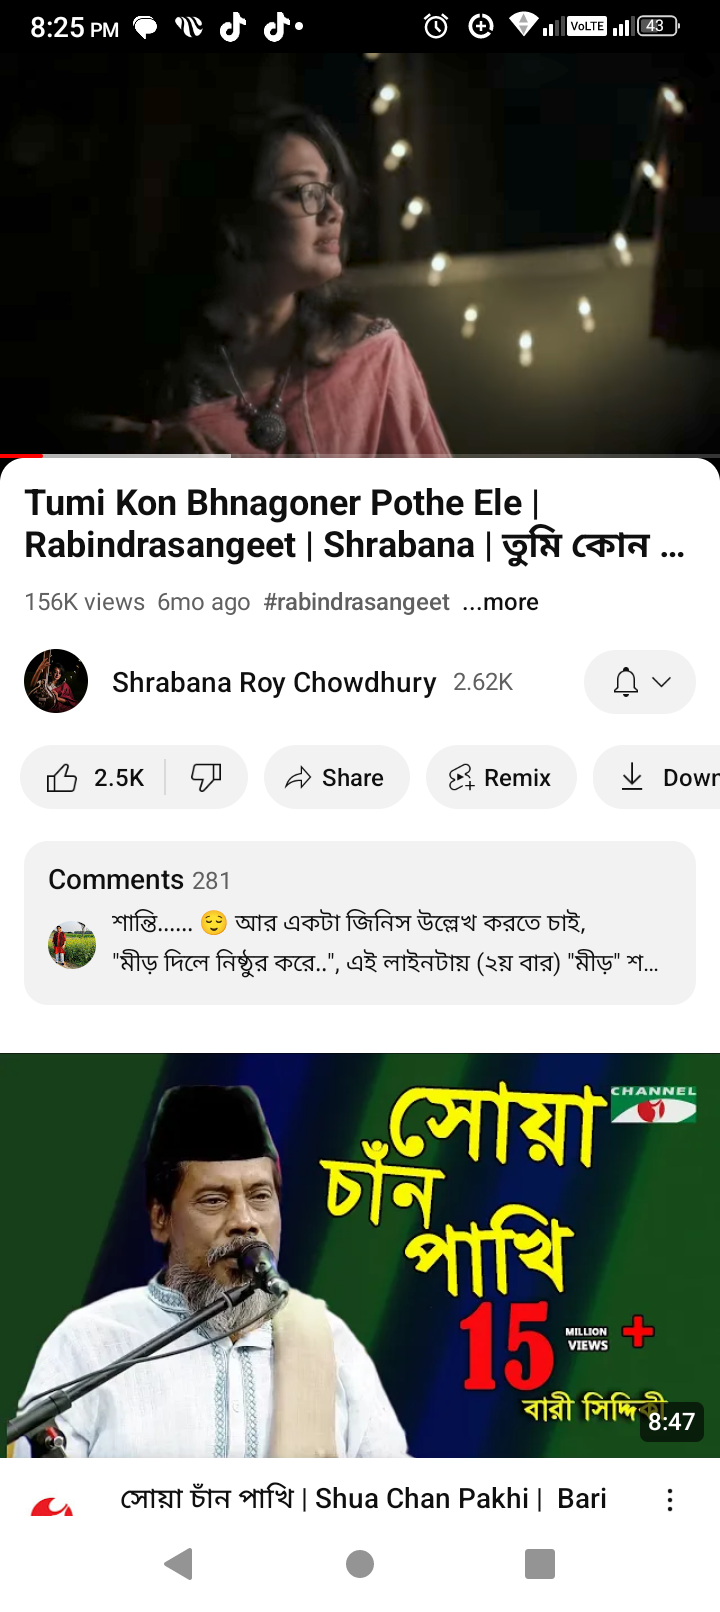 8:25 PM
VoLTE
43
Tumi Kon Bhnagoner Pothe Ele |
Rabindrasangeet | Shrabana | তুমি কোন ...
156K views 6mo ago #rabindrasangeet ...more
Shrabana Roy Chowdhury 2.62K
2.5K
Share
Remix
Down
Comments 281
শান্তি...... 😌 আর একটা জিনিস উল্লেখ করতে চাই,
"মীড় দিলে নিষ্ঠুর করে..", এই লাইনটায় (২য় বার) "মীড়" শ...
সোয়া
CHANNEL
চাঁন
পাখি
15 MILLION VIEWS +
বারী সিদ্দিকী
8:47
সোয়া চাঁন পাখি | Shua Chan Pakhi | Bari